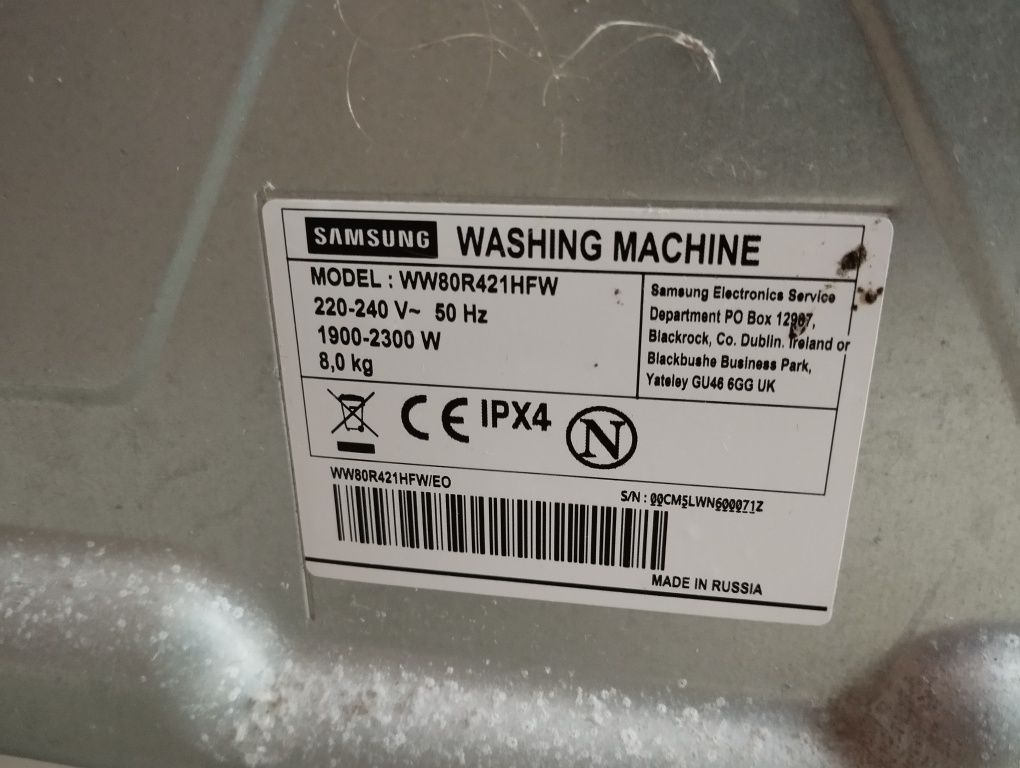 SAMSUNG WASHING MACHINE
MODEL : WW80R421HFW
220-240 V~ 50 Hz
1900-2300 W
8,0 kg
Samsung Electronics Service
Department PO Box 12987,
Blackrock, Co. Dublin. Ireland or
Blackbushe Business Park,
Yateley GU46 6GG UK
CE IPX4 N
WW80R421HFW/EO
S/N : 00CM5LWN600071Z
MADE IN RUSSIA